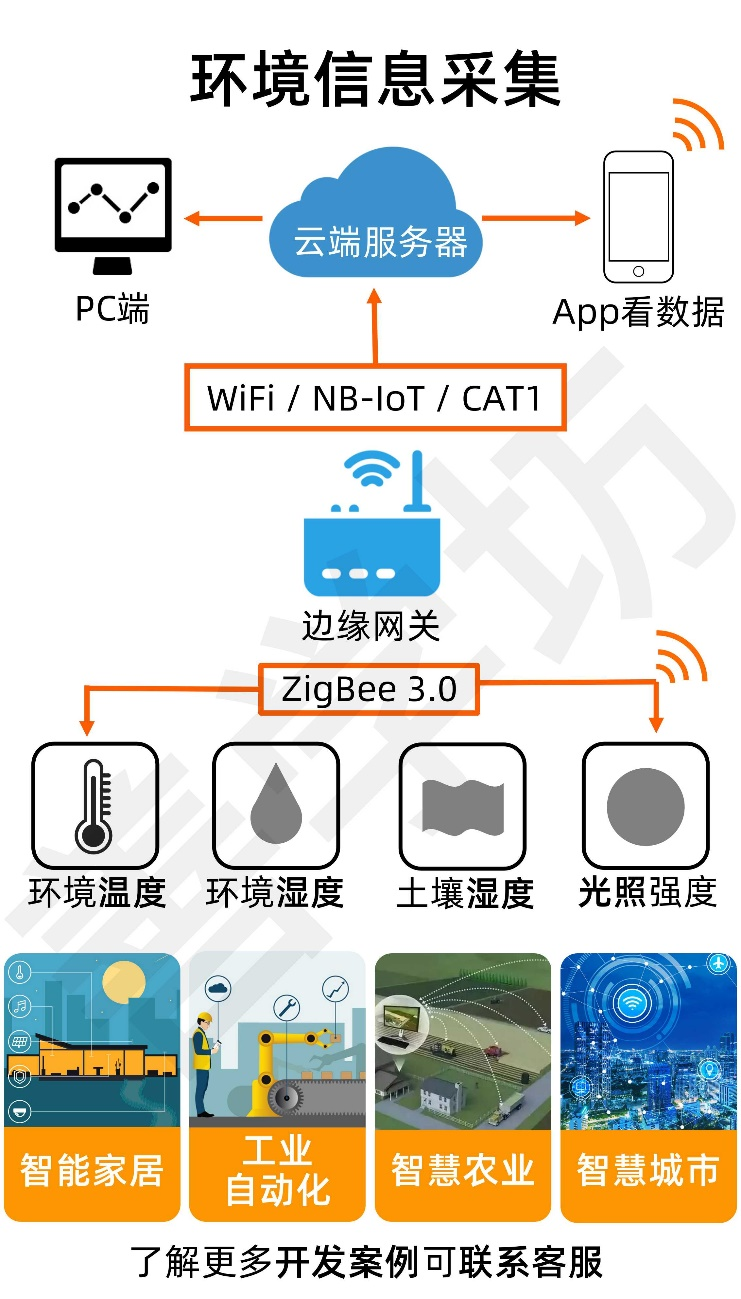 环境信息采集
云端服务器
PC端
App看数据
WiFi / NB-IoT / CAT1
边缘网关
ZigBee 3.0
环境温度
环境湿度
土壤湿度
光照强度
智能家居
工业
自动化
智慧农业
智慧城市
了解更多开发案例可联系客服
善学坊